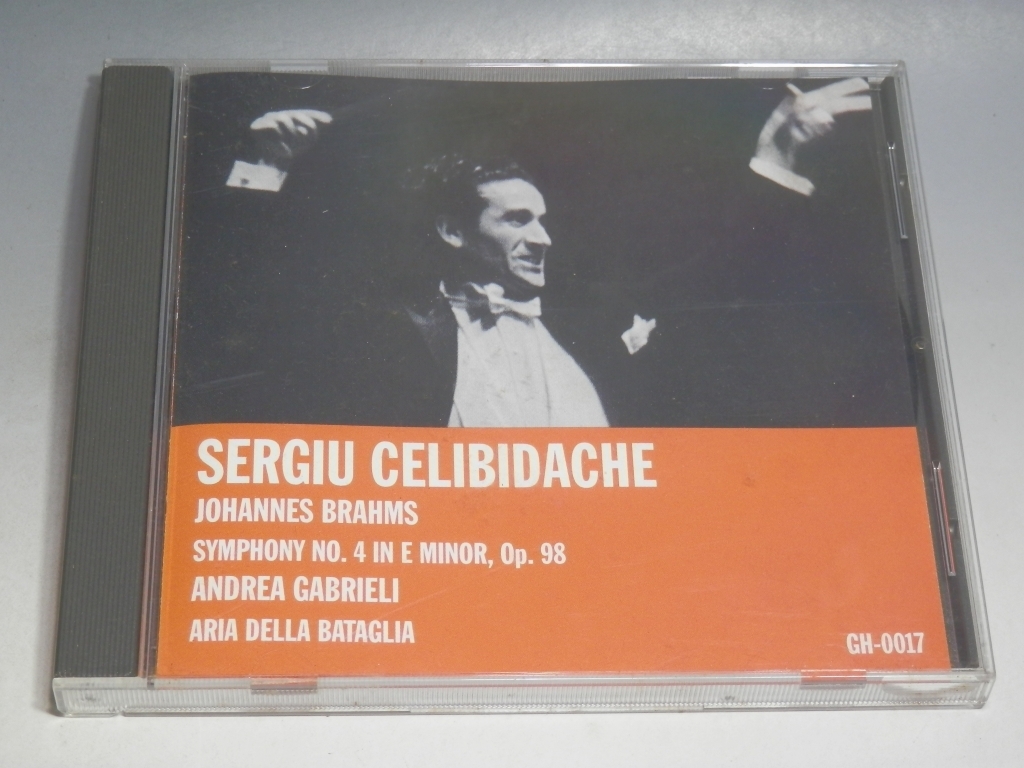 SERGIU CELIBIDACHE
JOHANNES BRAHMS
SYMPHONY NO. 4 IN E MINOR, Op. 98
ANDREA GABRIELI
ARIA DELLA BATAGLIA
GH-0017